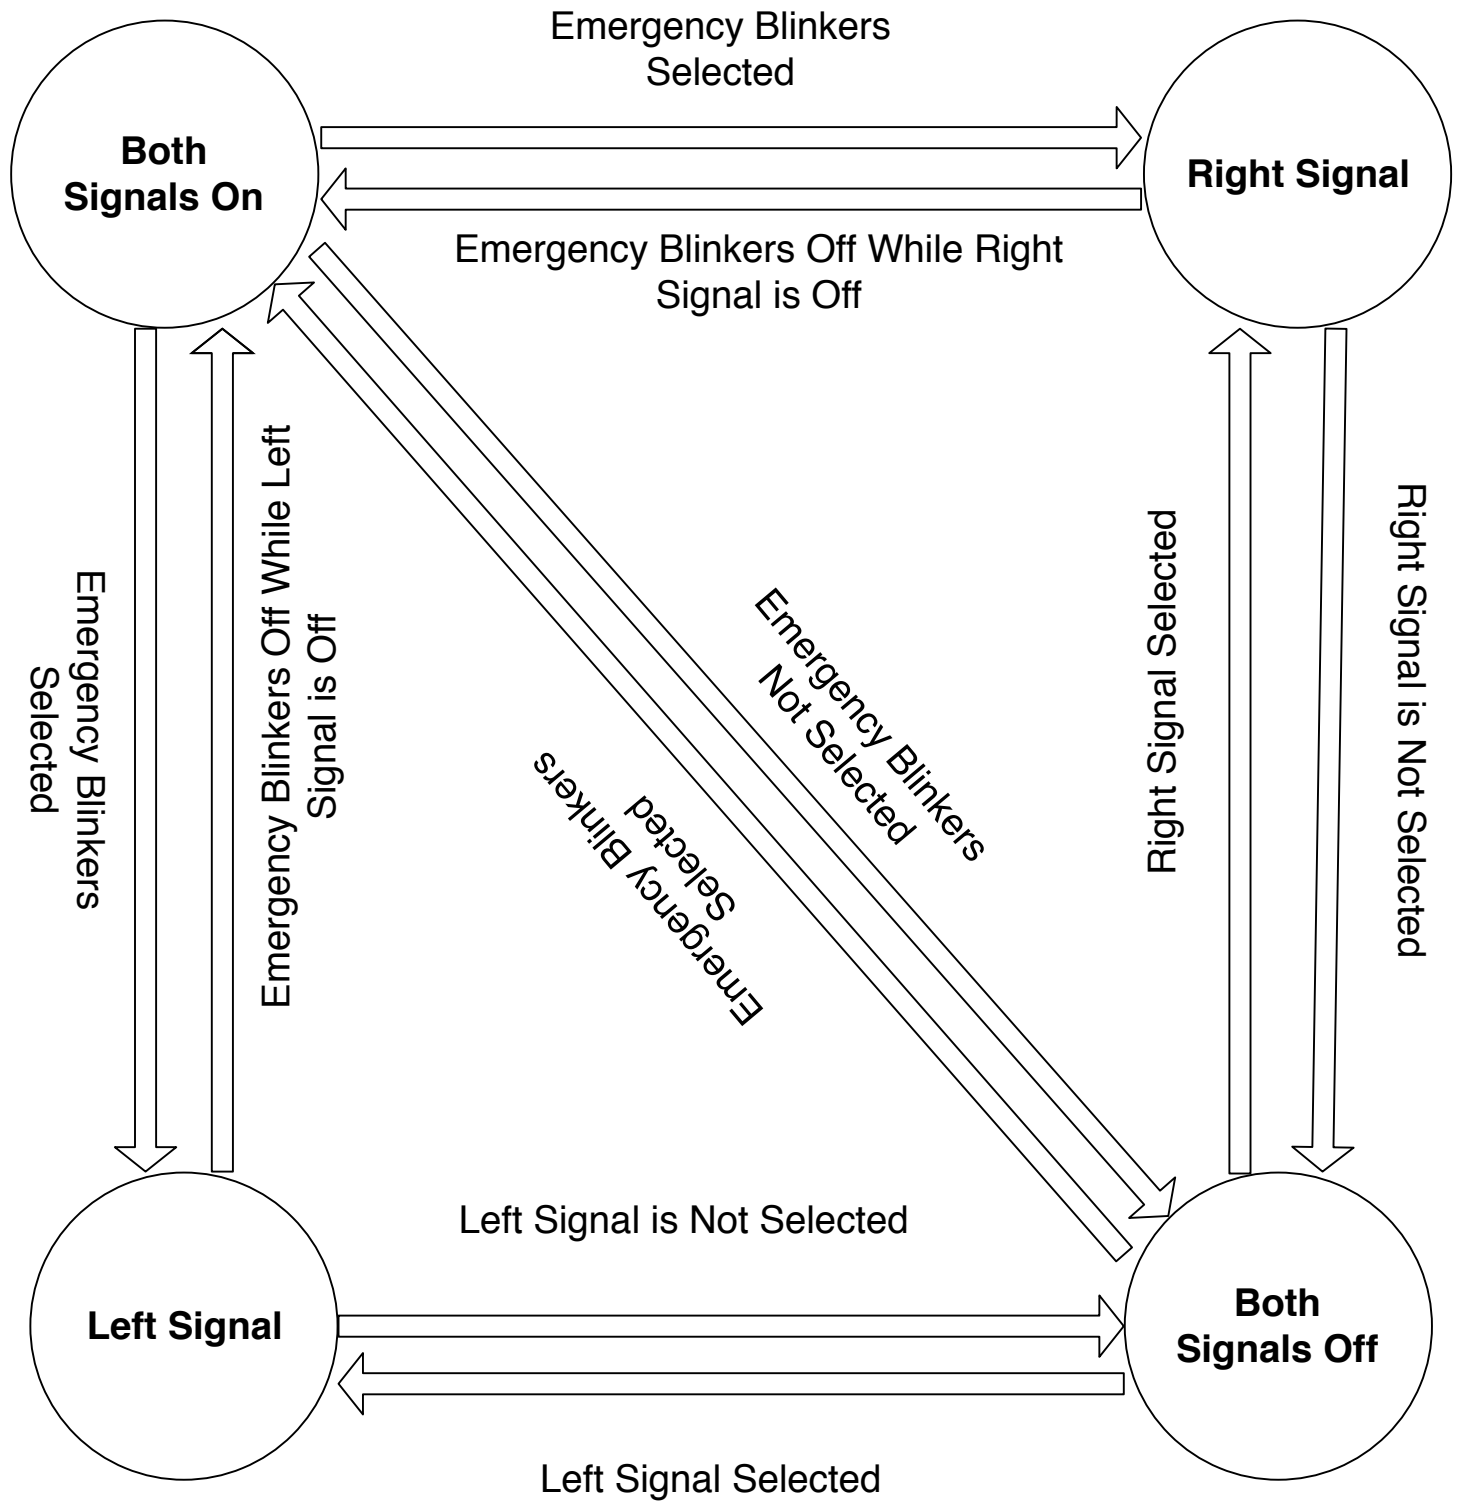 Emergency Blinkers
Selected
Both
Signals On
Right Signal
Emergency Blinkers Off While Right
Signal is Off
Emergency Blinkers
Selected
Emergency Blinkers Off While Left
Signal is Off
Emergency Blinkers
Not Selected
Emergency Blinkers
Selected
Right Signal Selected
Right Signal is Not Selected
Left Signal is Not Selected
Left Signal
Both
Signals Off
Left Signal Selected